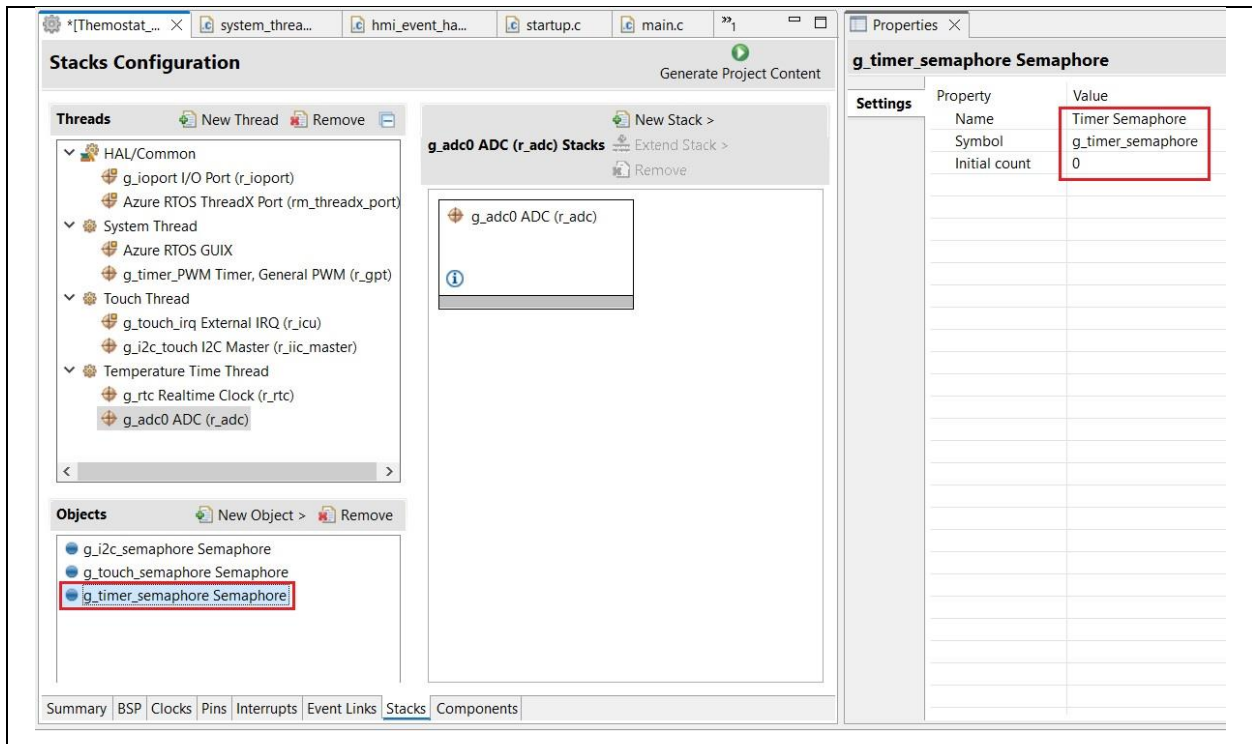 *[Themostat_...
system_threa...
hmi_event_ha...
startup.c
main.c
»1
Stacks Configuration
Generate Project Content
Threads
New Thread
Remove
HAL/Common
g_ioport I/O Port (r_ioport)
Azure RTOS ThreadX Port (rm_threadx_port)
System Thread
Azure RTOS GUIX
g_timer_PWM Timer, General PWM (r_gpt)
Touch Thread
g_touch_irq External IRQ (r_icu)
g_i2c_touch I2C Master (r_iic_master)
Temperature Time Thread
g_rtc Realtime Clock (r_rtc)
g_adc0 ADC (r_adc)
Objects
New Object >
Remove
g_i2c_semaphore Semaphore
g_touch_semaphore Semaphore
g_timer_semaphore Semaphore
g_adc0 ADC (r_adc) Stacks
New Stack >
Extend Stack >
Remove
g_adc0 ADC (r_adc)
Summary BSP Clocks Pins Interrupts Event Links Stacks Components
Properties
g_timer_semaphore Semaphore
Settings
Property Value
Name Timer Semaphore
Symbol g_timer_semaphore
Initial count 0